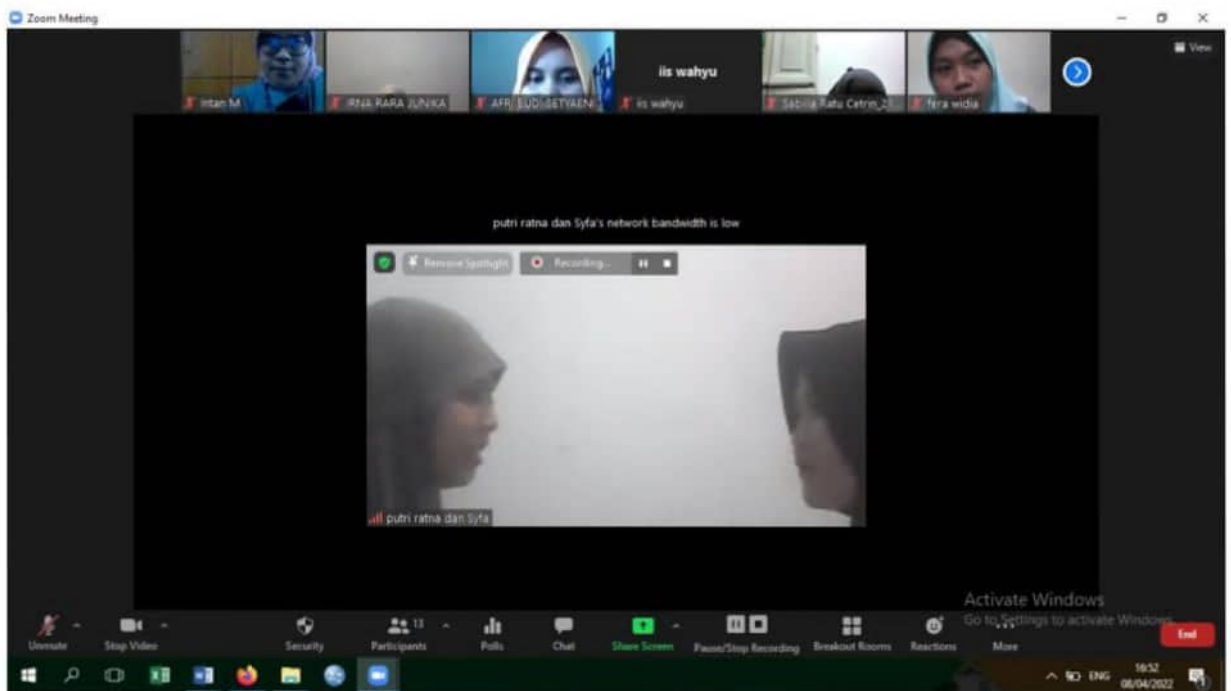 Zoom Meeting
View
Intan M
IRNA RARA JUNIKA
AFRI BUDI SETYAENI
iis wahyu
iis wahyu
Sabilla Ratu Cetrin_21
fera widia
putri ratna dan Syfa's network bandwidth is low
Remove Spotlight
Recording...
putri ratna dan Syfa
Activate Windows
Go to Settings to activate Windows.
Unmute
Stop Video
Security
13
Participants
Polls
Chat
Share Screen
Pause/Stop Recording
Breakout Rooms
Reactions
More
End
ENG
16:52
08/04/2022